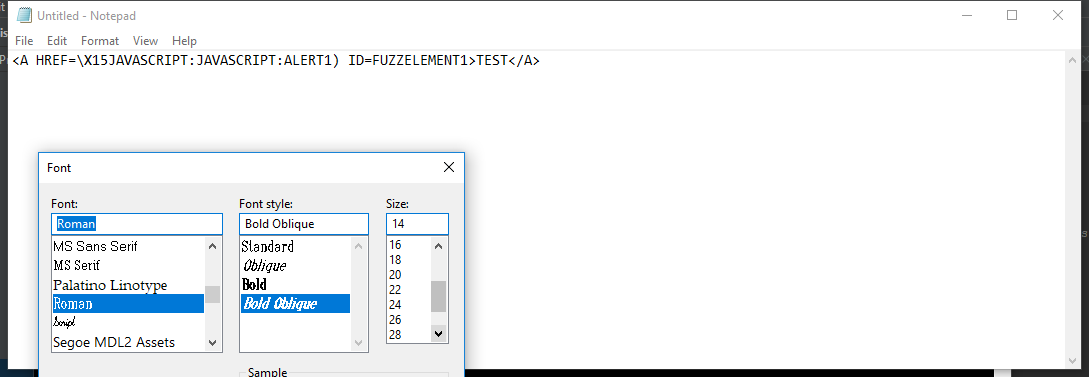 Untitled - Notepad
File Edit Format View Help
<A HREF=\X15JAVASCRIPT:JAVASCRIPT:ALERT1) ID=FUZZELEMENT1>TEST</A>
Font
Font: Font style: Size:
Roman Bold Oblique 14
MS Sans Serif Standard 16
MS Serif Oblique 18
Palatino Linotype Bold 20
Roman Bold Oblique 22
Script 24
Segoe MDL2 Assets 26
28
Sample